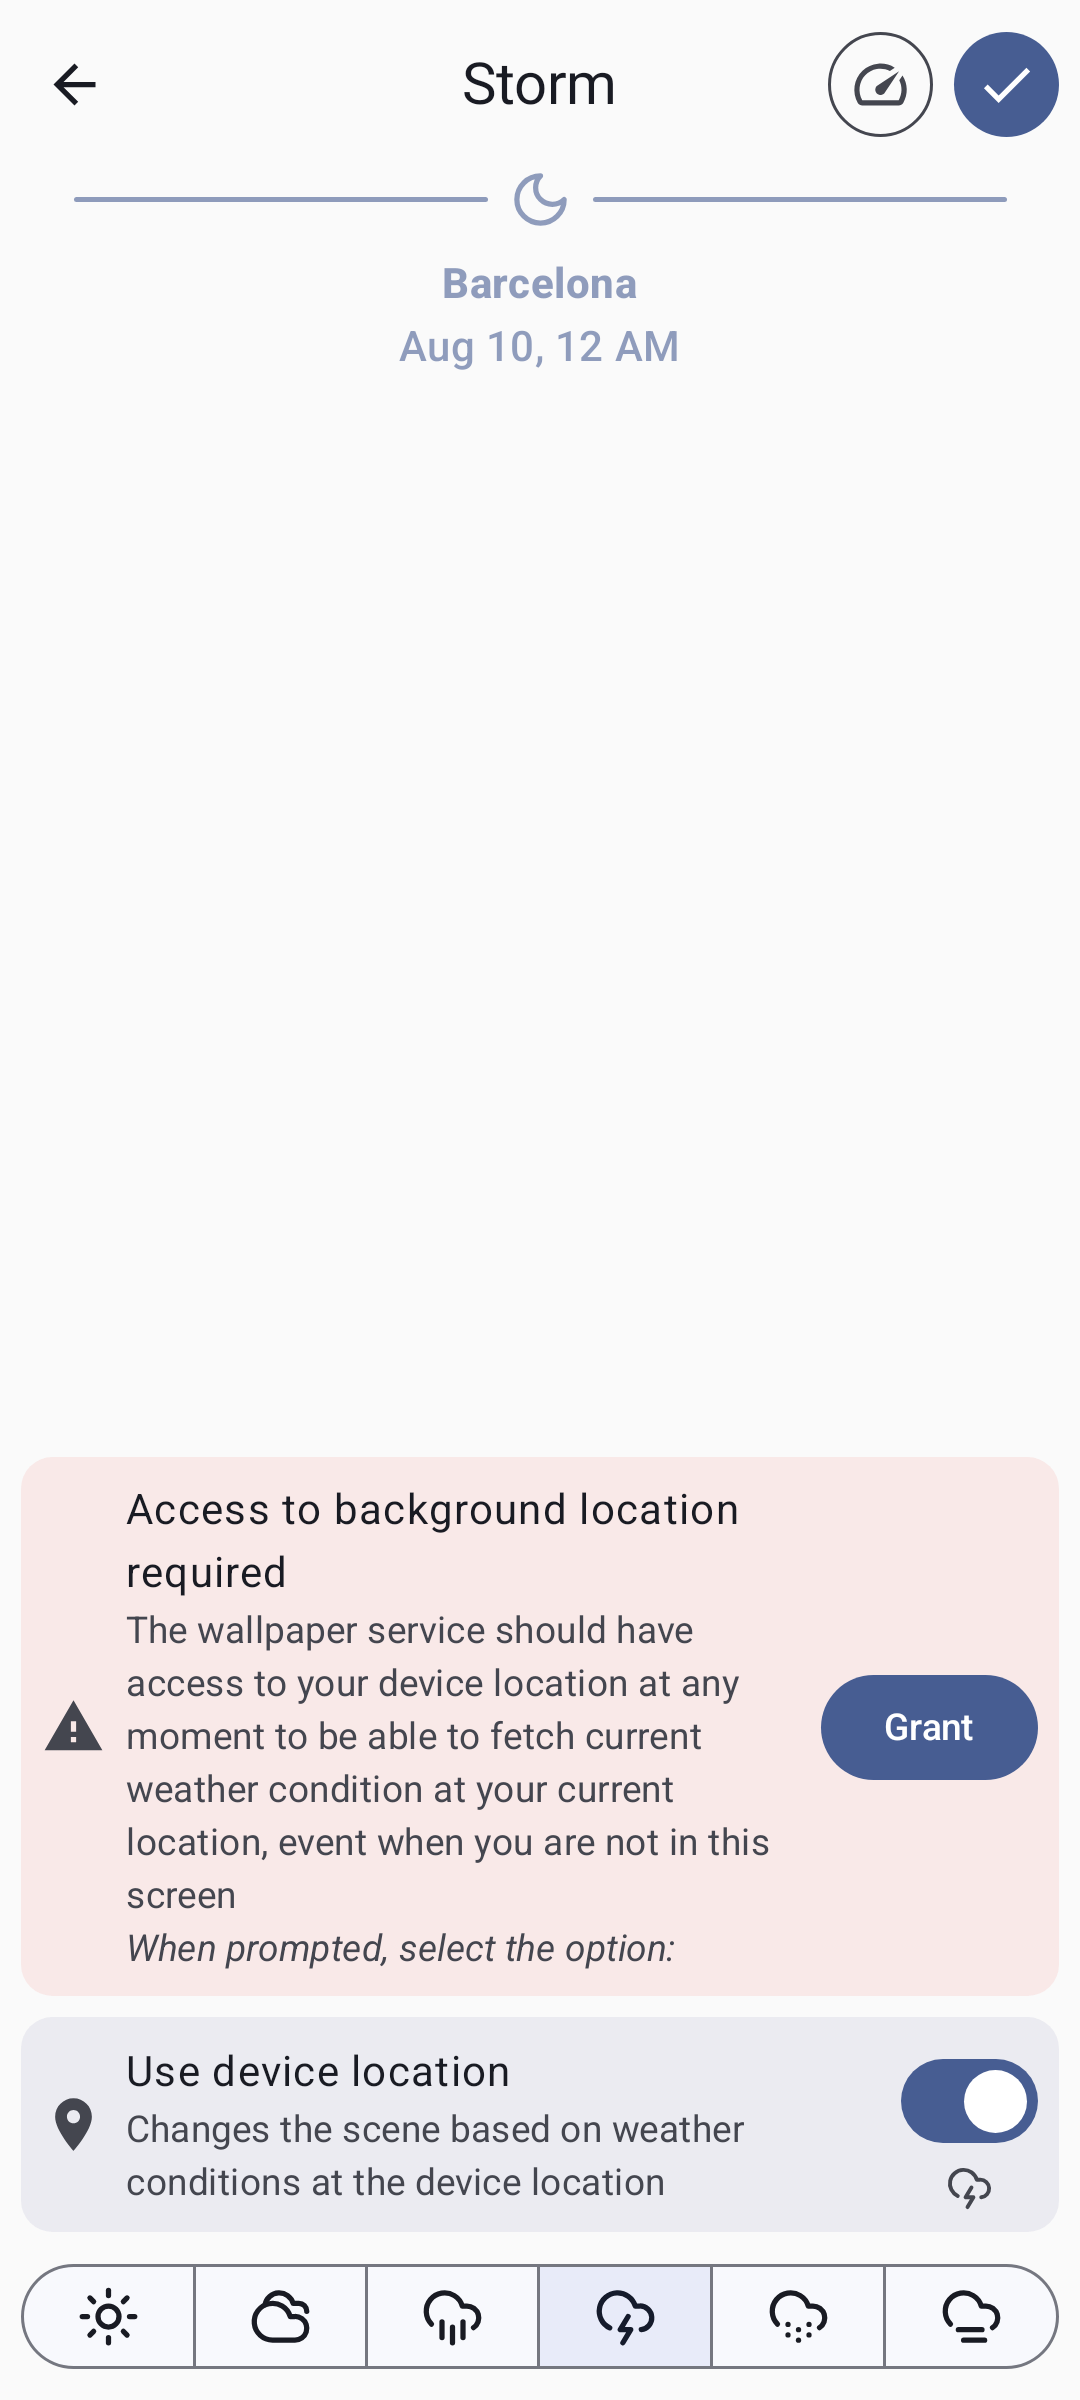 Storm
Barcelona
Aug 10, 12 AM
Access to background location
required
The wallpaper service should have
access to your device location at any
moment to be able to fetch current
weather condition at your current
location, event when you are not in this
screen
When prompted, select the option:
Grant
Use device location
Changes the scene based on weather
conditions at the device location